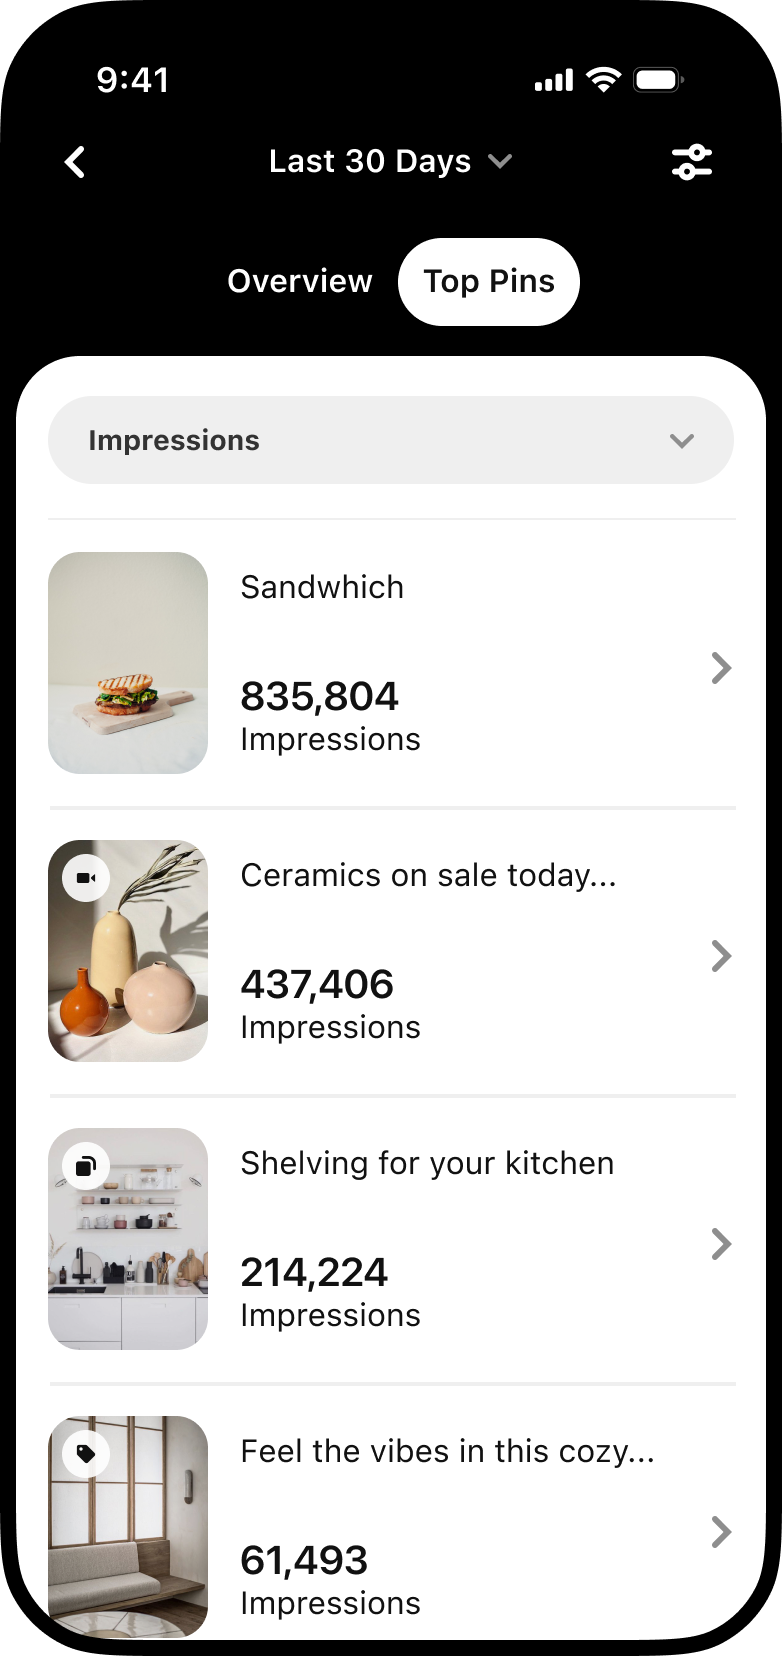 9:41
Last 30 Days
Overview
Top Pins
Impressions
Sandwhich
835,804
Impressions
Ceramics on sale today...
437,406
Impressions
Shelving for your kitchen
214,224
Impressions
Feel the vibes in this cozy...
61,493
Impressions